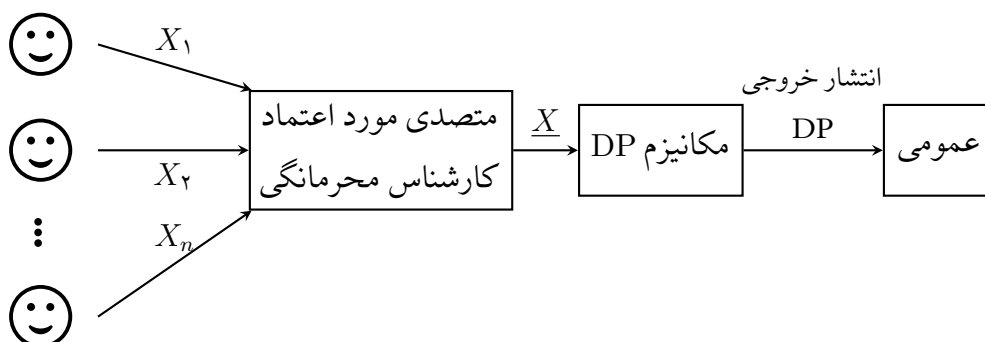 X۱
X۲
Xn
متصدی مورد اعتماد
کارشناس محرمانگی
X
مکانیزم DP
انتشار خروجی
DP
عمومی